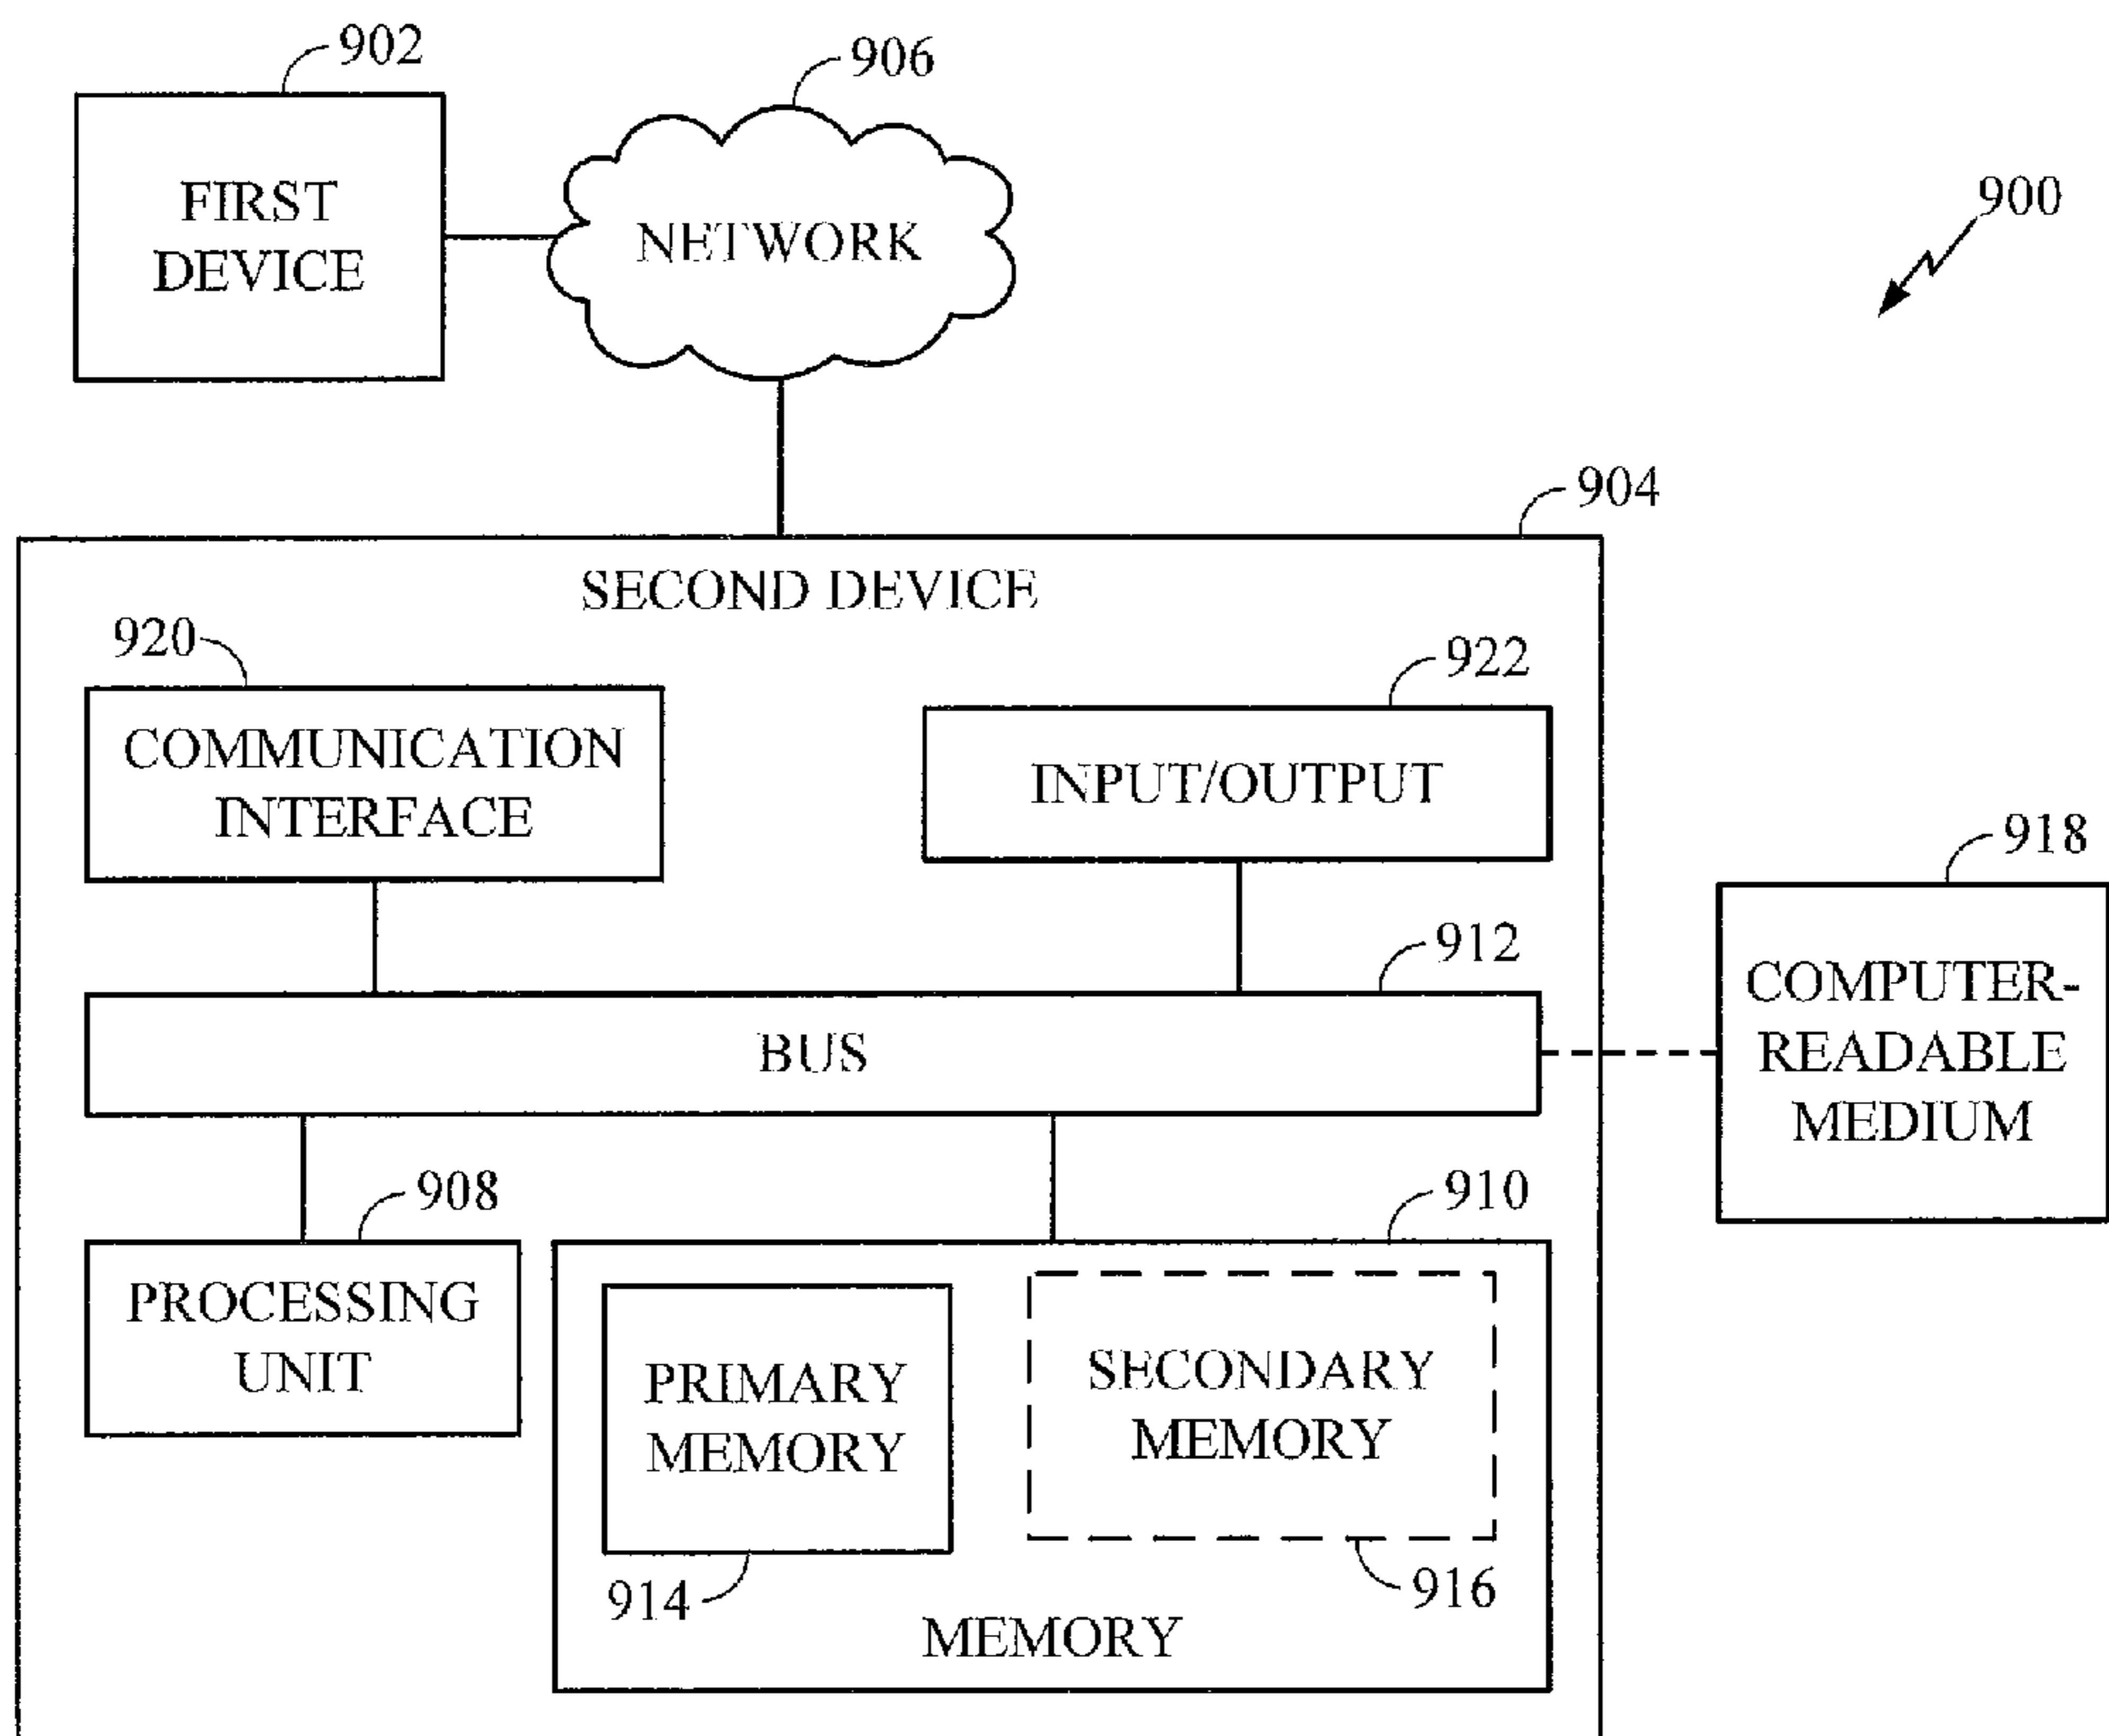 902
906
FIRST
DEVICE
NETWORK
900
904
SECOND DEVICE
920
922
COMMUNICATION
INTERFACE
INPUT/OUTPUT
918
912
COMPUTER-
READABLE
MEDIUM
BUS
908
910
PROCESSING
UNIT
PRIMARY
MEMORY
SECONDARY
MEMORY
914
916
MEMORY